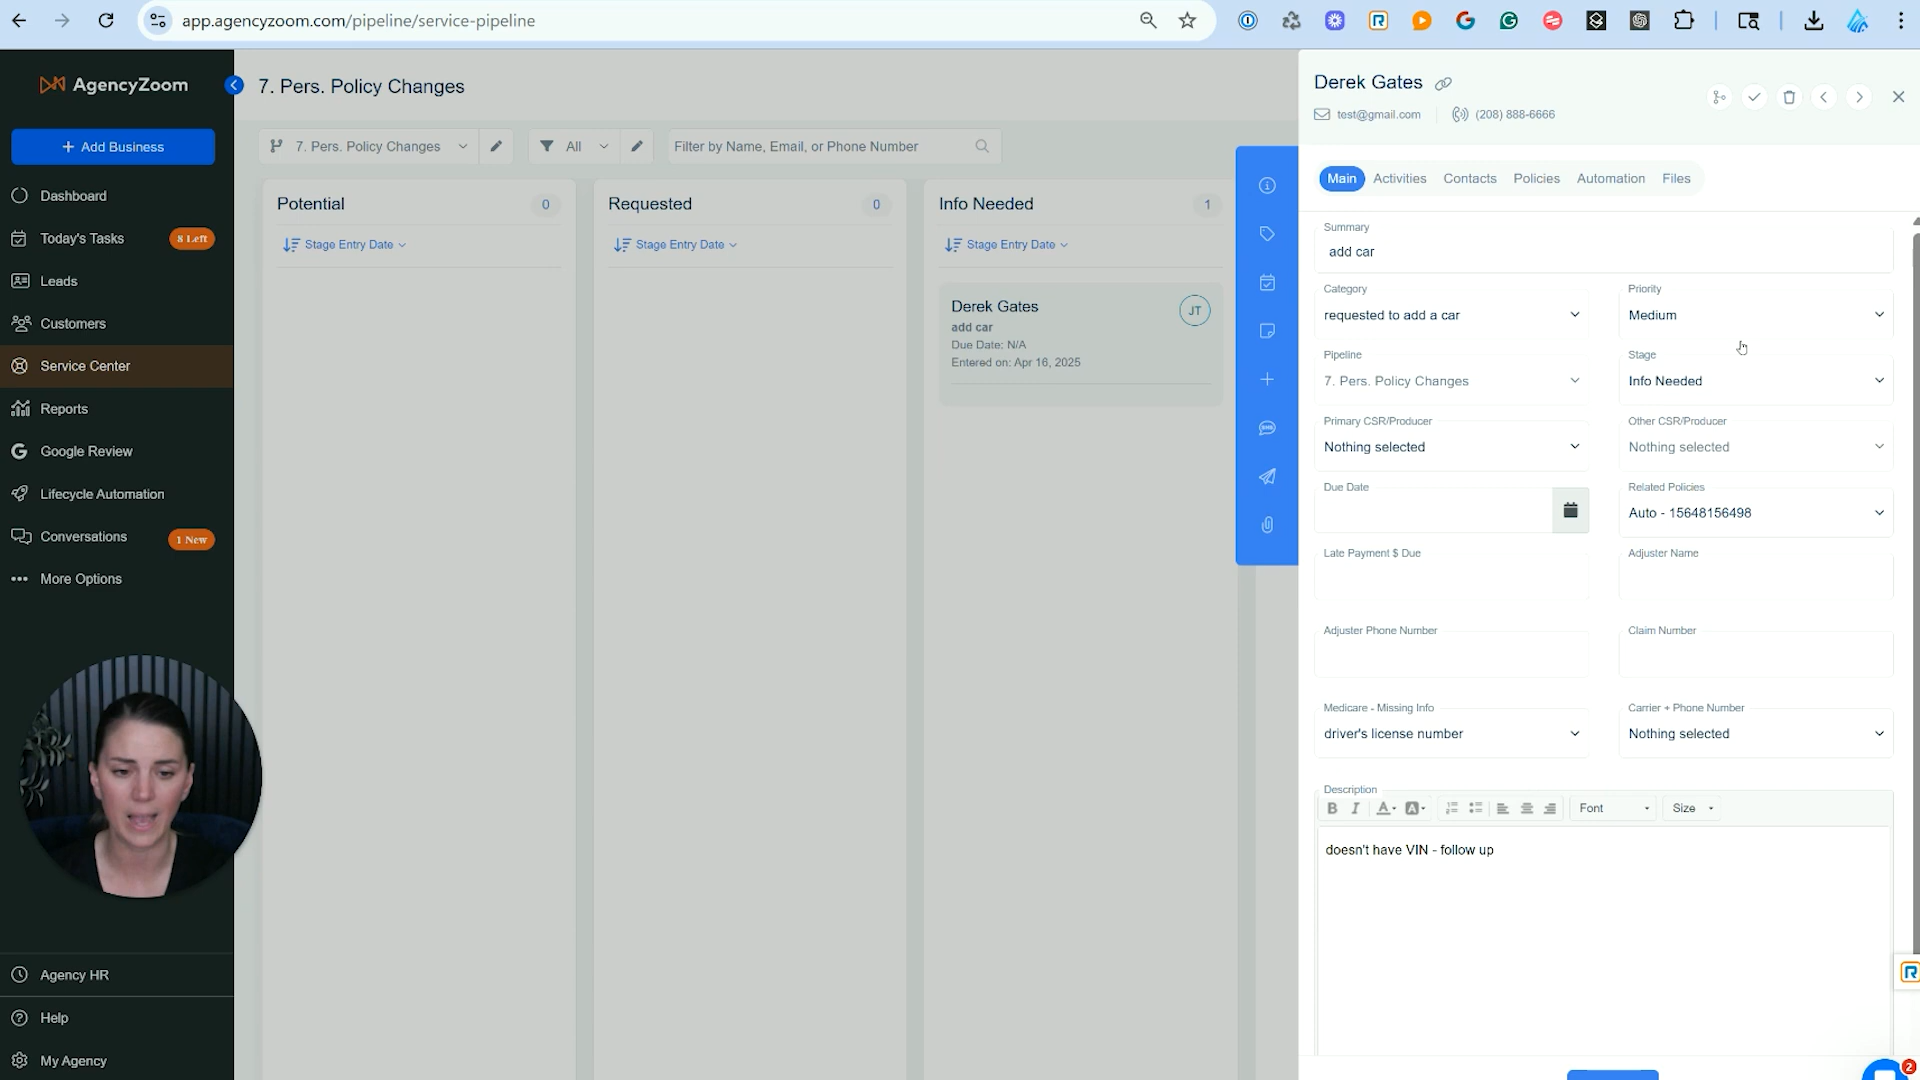 app.agencyzoom.com/pipeline/service-pipeline
AgencyZoom
+ Add Business
Dashboard
Today's Tasks
8 Left
Leads
Customers
Service Center
Reports
Google Review
Lifecycle Automation
Conversations
1 New
More Options
Agency HR
Help
My Agency
7. Pers. Policy Changes
7. Pers. Policy Changes
All
Filter by Name, Email, or Phone Number
Potential
0
Stage Entry Date
Requested
0
Stage Entry Date
Info Needed
1
Stage Entry Date
Derek Gates
JT
add car
Due Date: N/A
Entered on: Apr 16, 2025
SMS
Derek Gates
test@gmail.com
(208) 888-6666
Main
Activities
Contacts
Policies
Automation
Files
Summary
add car
Category
requested to add a car
Priority
Medium
Pipeline
7. Pers. Policy Changes
Stage
Info Needed
Primary CSR/Producer
Nothing selected
Other CSR/Producer
Nothing selected
Due Date
Related Policies
Auto - 15648156498
Late Payment $ Due
Adjuster Name
Adjuster Phone Number
Claim Number
Medicare - Missing Info
driver's license number
Carrier + Phone Number
Nothing selected
Description
B I A A Font Size
doesn't have VIN - follow up
R
2